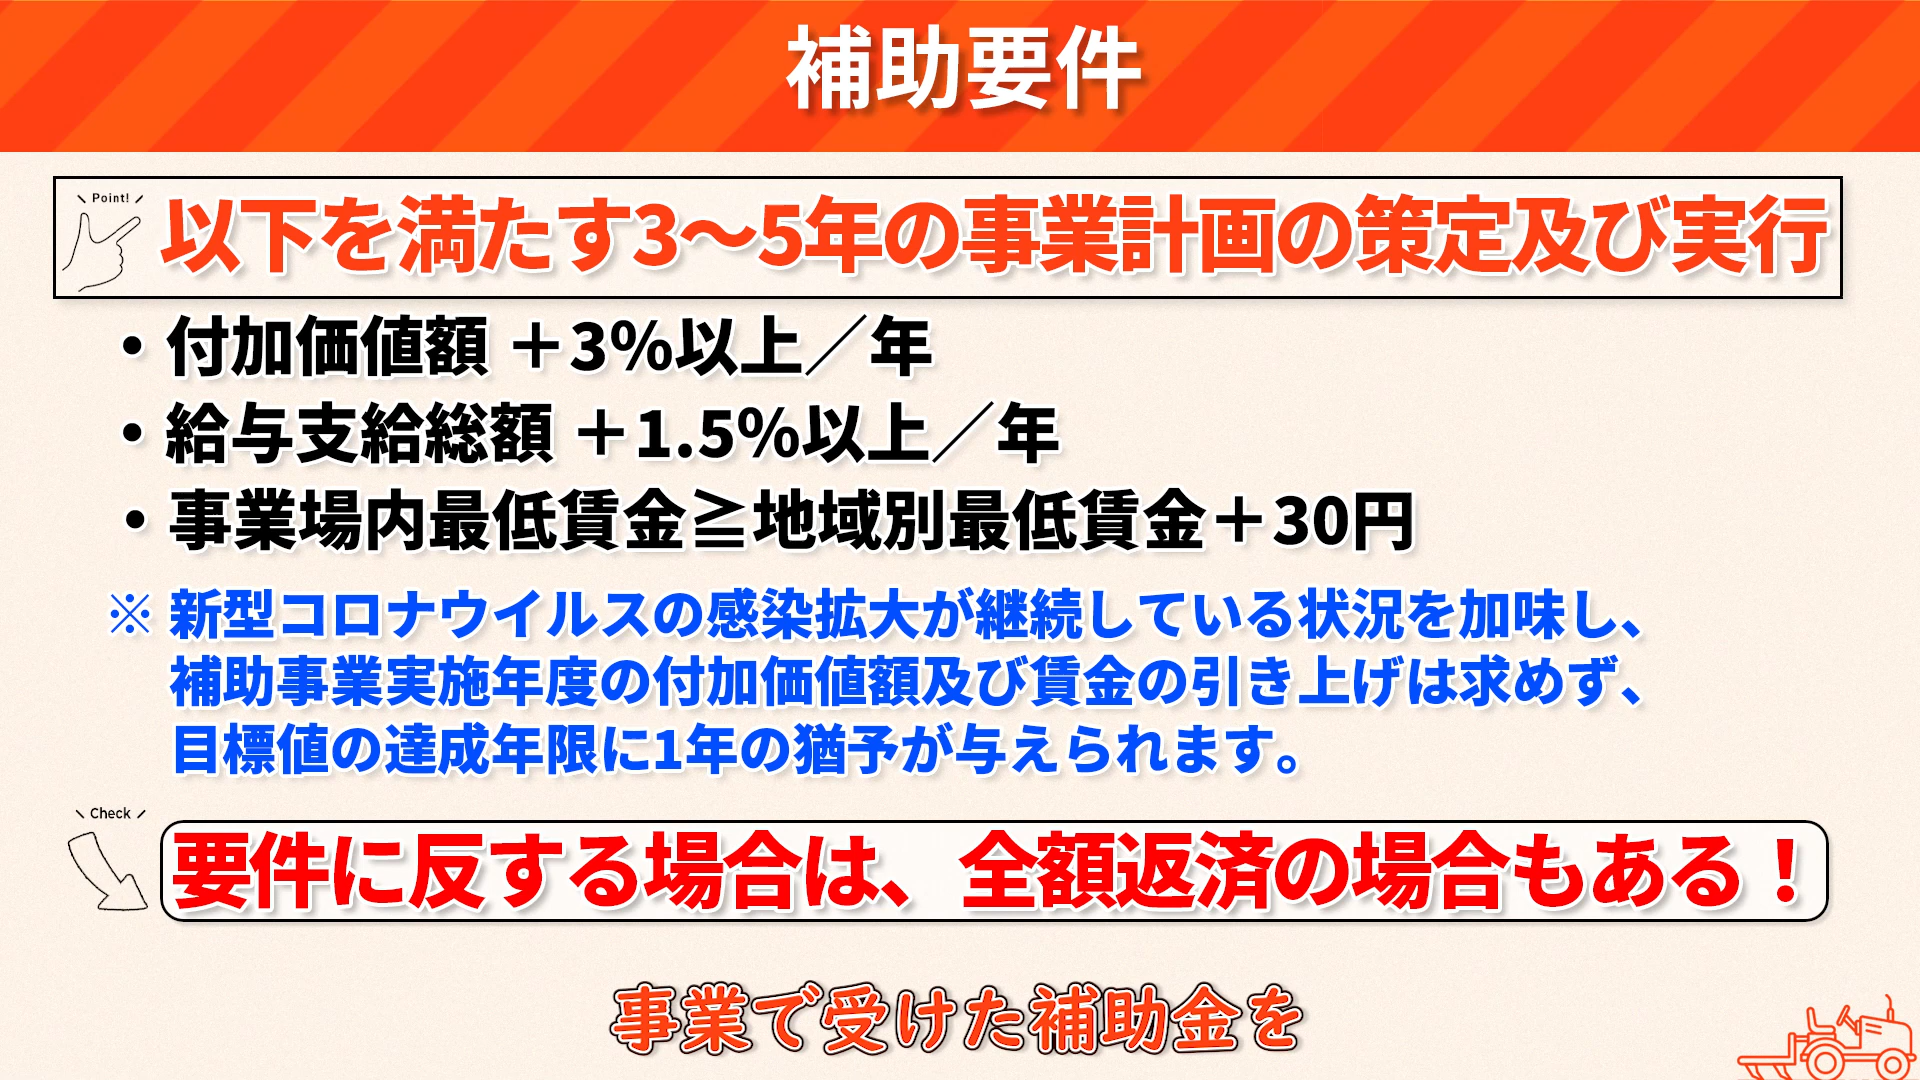 補助要件
Point!
以下を満たす3〜5年の事業計画の策定及び実行
・付加価値額 ＋3%以上／年
・給与支給総額 ＋1.5%以上／年
・事業場内最低賃金≧地域別最低賃金＋30円
※ 新型コロナウイルスの感染拡大が継続している状況を加味し、
補助事業実施年度の付加価値額及び賃金の引き上げは求めず、
目標値の達成年限に1年の猶予が与えられます。
Check
要件に反する場合は、全額返済の場合もある！
事業で受けた補助金を